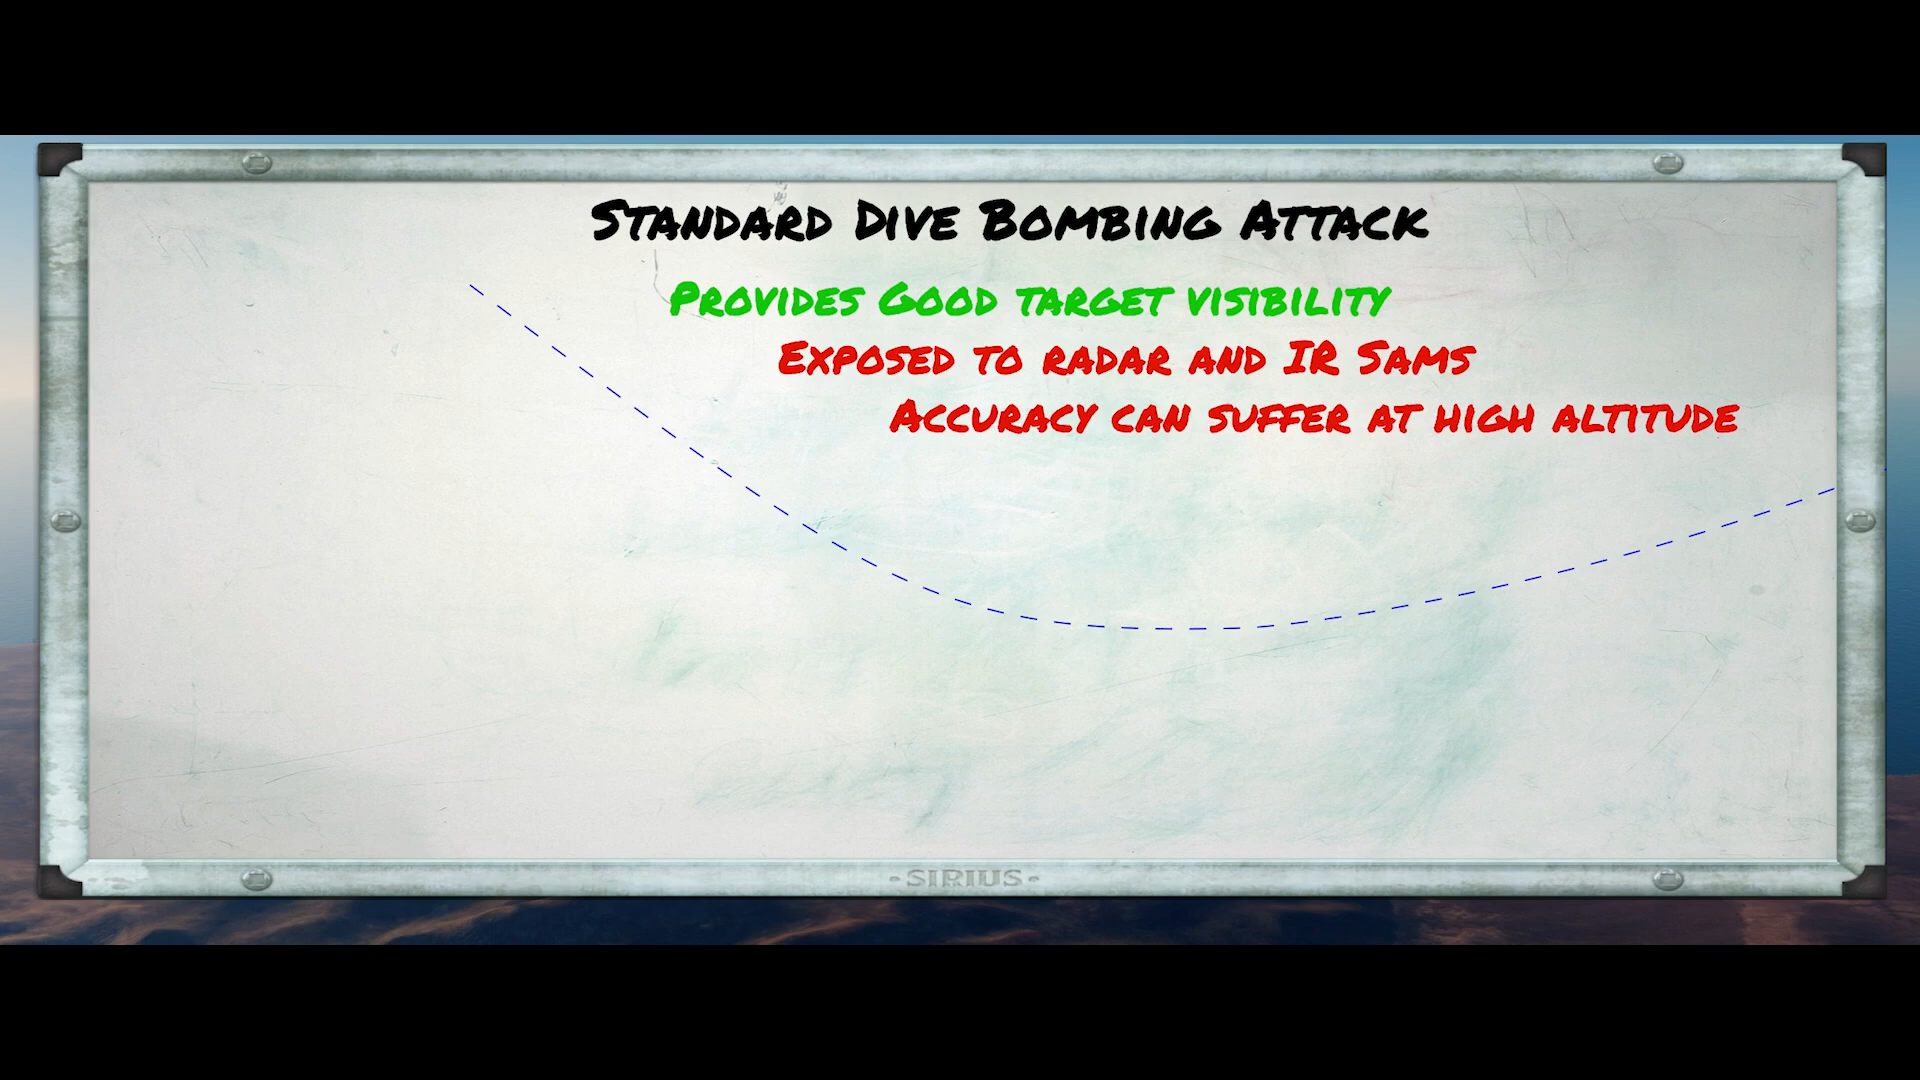 Standard Dive Bombing Attack
Provides Good target visibility
Exposed to radar and IR Sams
Accuracy can suffer at high altitude
-SIRIUS-